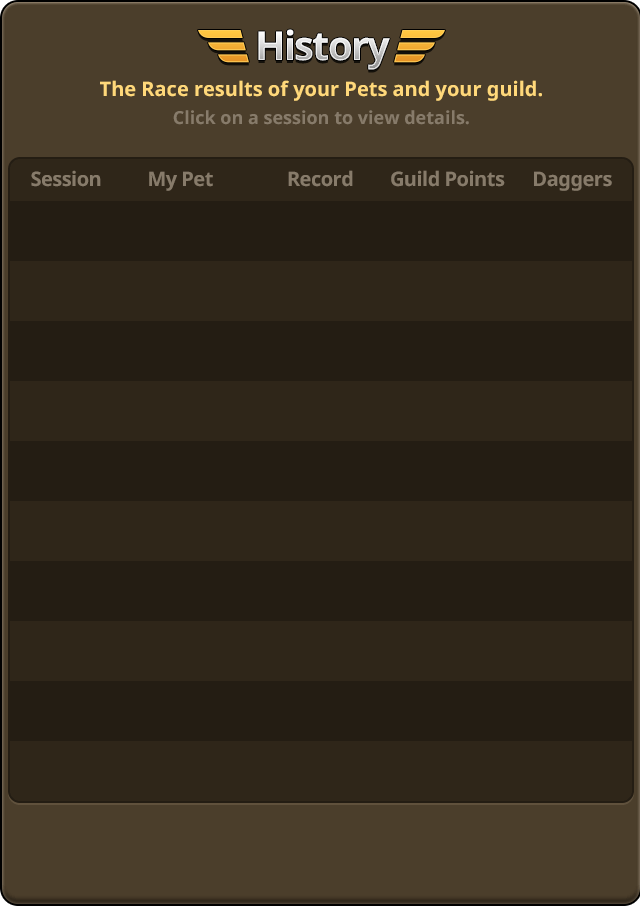 History
The Race results of your Pets and your guild.
Click on a session to view details.
Session My Pet Record Guild Points Daggers